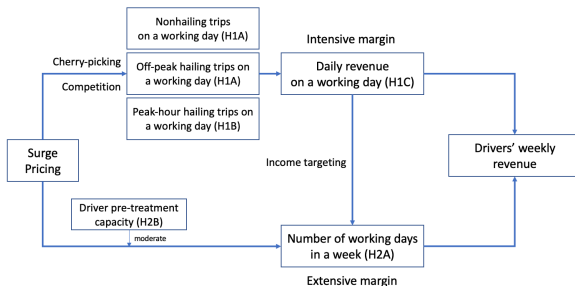 Nonhailing trips
on a working day (H1A)
Intensive margin
Cherry-picking
Competition
Off-peak hailing trips on
a working day (H1A)
Daily revenue
on a working day (H1C)
Peak-hour hailing trips on
a working day (H1B)
Surge
Pricing
Income targeting
Drivers' weekly
revenue
Driver pre-treatment
capacity (H2B)
moderate
Number of working days
in a week (H2A)
Extensive margin